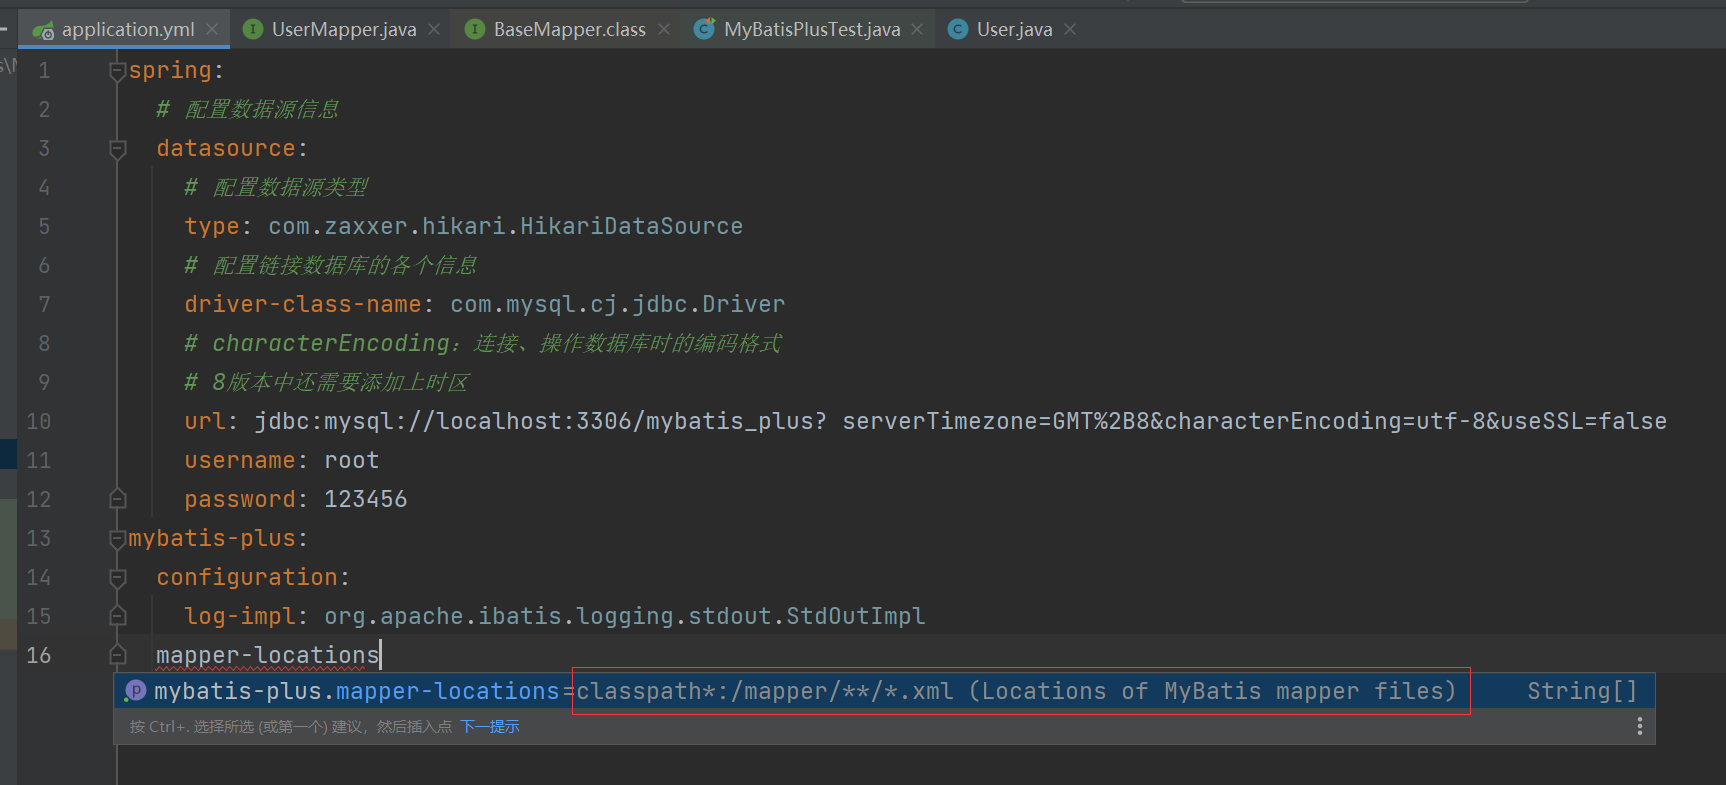 application.yml UserMapper.java BaseMapper.class MyBatisPlusTest.java User.java
1 spring:
2 # 配置数据源信息
3 datasource:
4 # 配置数据源类型
5 type: com.zaxxer.hikari.HikariDataSource
6 # 配置链接数据库的各个信息
7 driver-class-name: com.mysql.cj.jdbc.Driver
8 # characterEncoding：连接、操作数据库时的编码格式
9 # 8版本中还需要添加上时区
10 url: jdbc:mysql://localhost:3306/mybatis_plus? serverTimezone=GMT%2B8&characterEncoding=utf-8&useSSL=false
11 username: root
12 password: 123456
13 mybatis-plus:
14 configuration:
15 log-impl: org.apache.ibatis.logging.stdout.StdOutImpl
16 mapper-locations
mybatis-plus.mapper-locations=classpath*:/mapper/**/*.xml (Locations of MyBatis mapper files) String[]
按 Ctrl+. 选择所选 (或第一个) 建议，然后插入点 下一提示